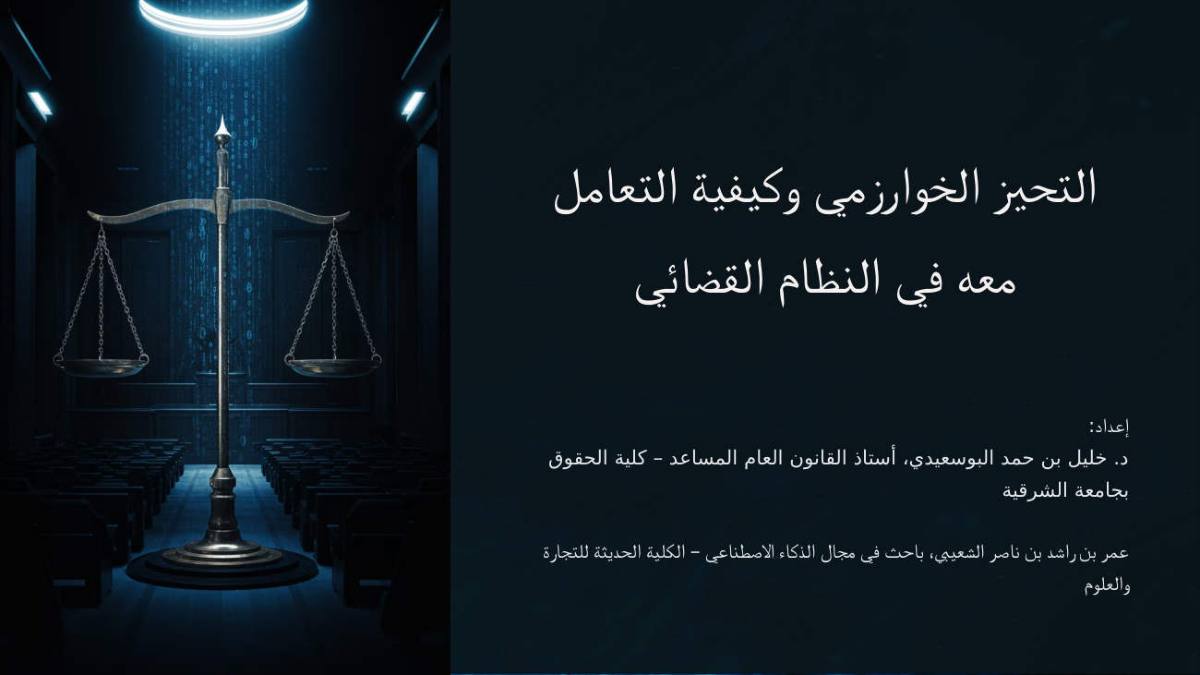 التحيز الخوارزمي وكيفية التعامل
معه في النظام القضائي
إعداد:
د. خليل بن حمد البوسعيدي، أستاذ القانون العام المساعد – كلية الحقوق
بجامعة الشرقية
عمر بن راشد بن ناصر الشعيبي، باحث في مجال الذكاء الاصطناعي – الكلية الحديثة للتجارة
والعلوم